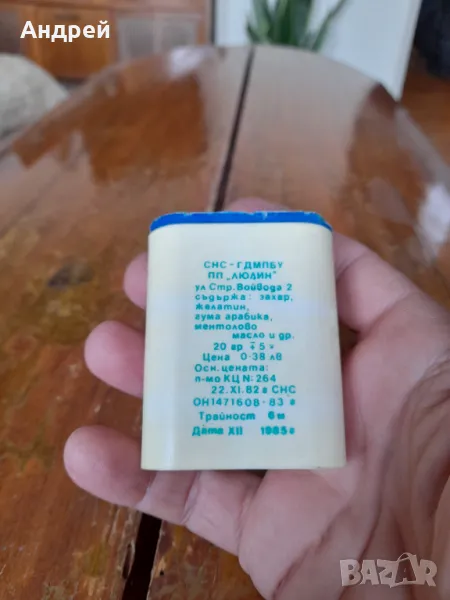 Андрей
СНС-ГДМПБУ
ПП „ЛЮЛИН"
ул Стр. Войвода 2
съдържа: захар,
желатин,
гума арабика,
ментолово
масло и др.
20 гр ∓ 5 %
Цена 0·38 лв
Осн. цената:
п-мо КЦ N: 264
22. XI. 82 г СНС
ОН1471608-83 г
Трайност 6 м
Дата XII 1985 г
BAZAR